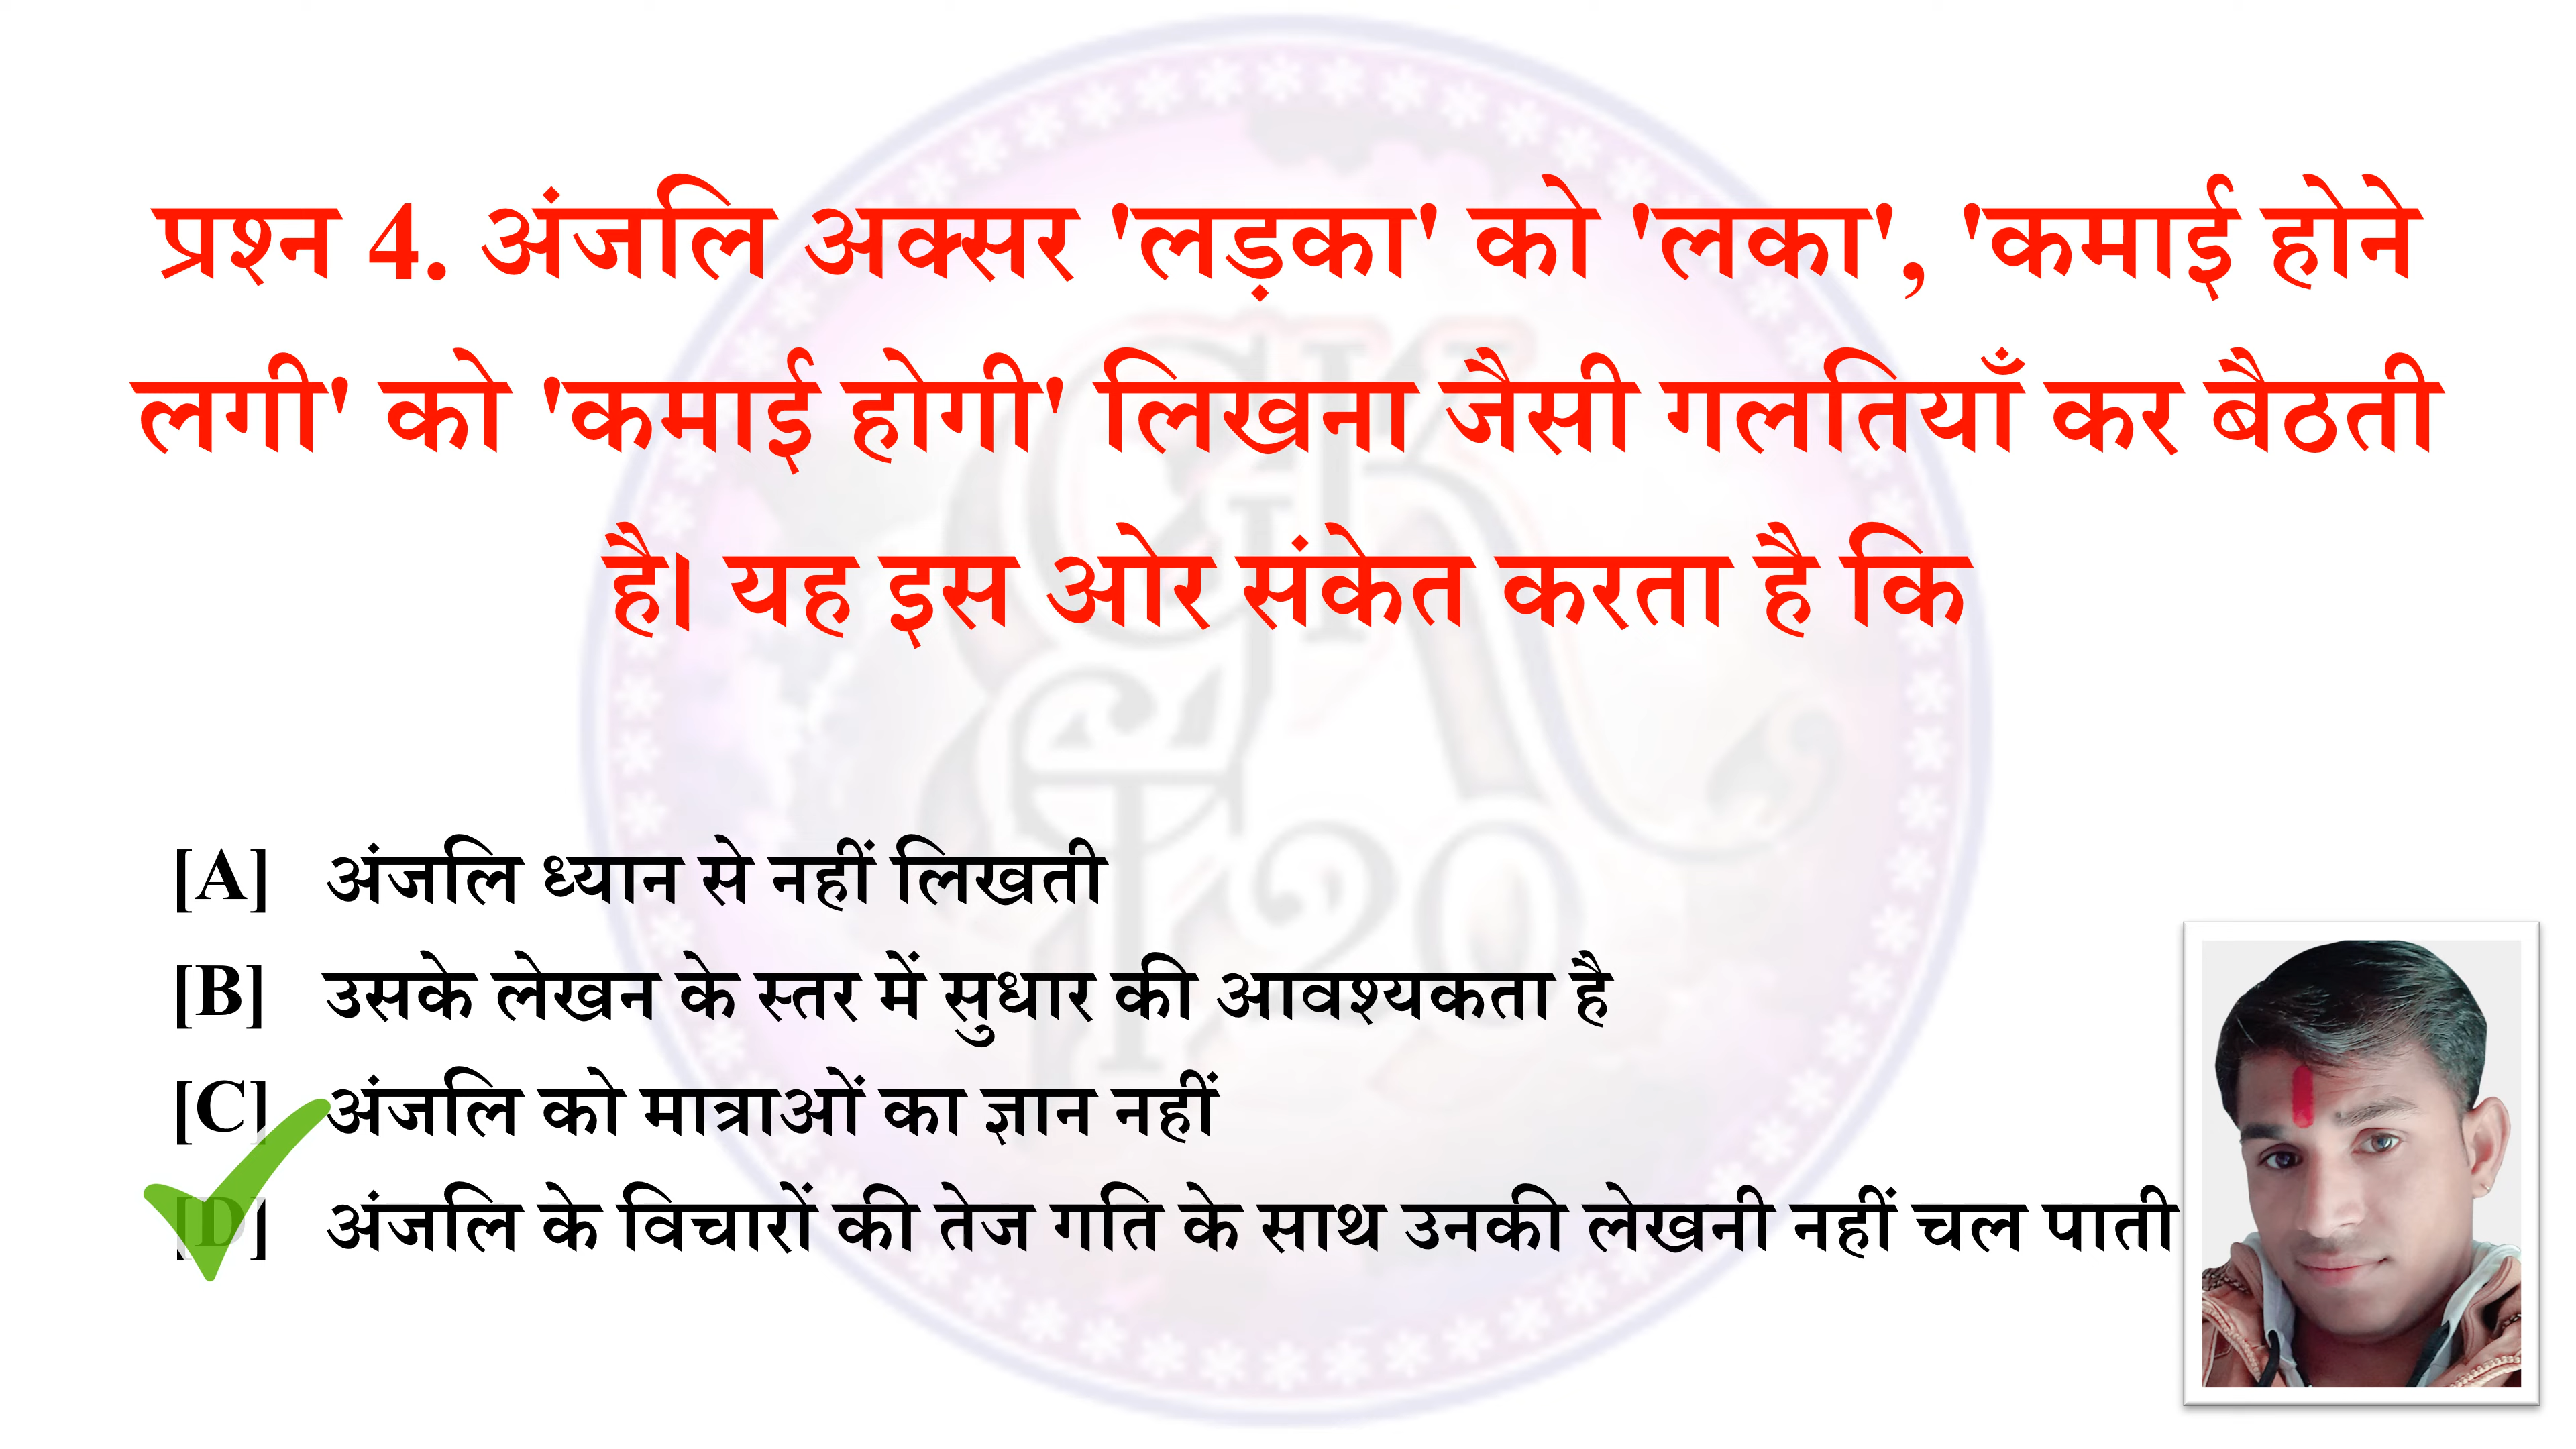 प्रश्न 4. अंजलि अक्सर 'लड़का' को 'लका', 'कमाई होने
लगी' को 'कमाई होगी' लिखना जैसी गलतियाँ कर बैठती
है। यह इस ओर संकेत करता है कि
[A] अंजलि ध्यान से नहीं लिखती
[B] उसके लेखन के स्तर में सुधार की आवश्यकता है
[C] अंजलि को मात्राओं का ज्ञान नहीं
[D] अंजलि के विचारों की तेज गति के साथ उनकी लेखनी नहीं चल पाती